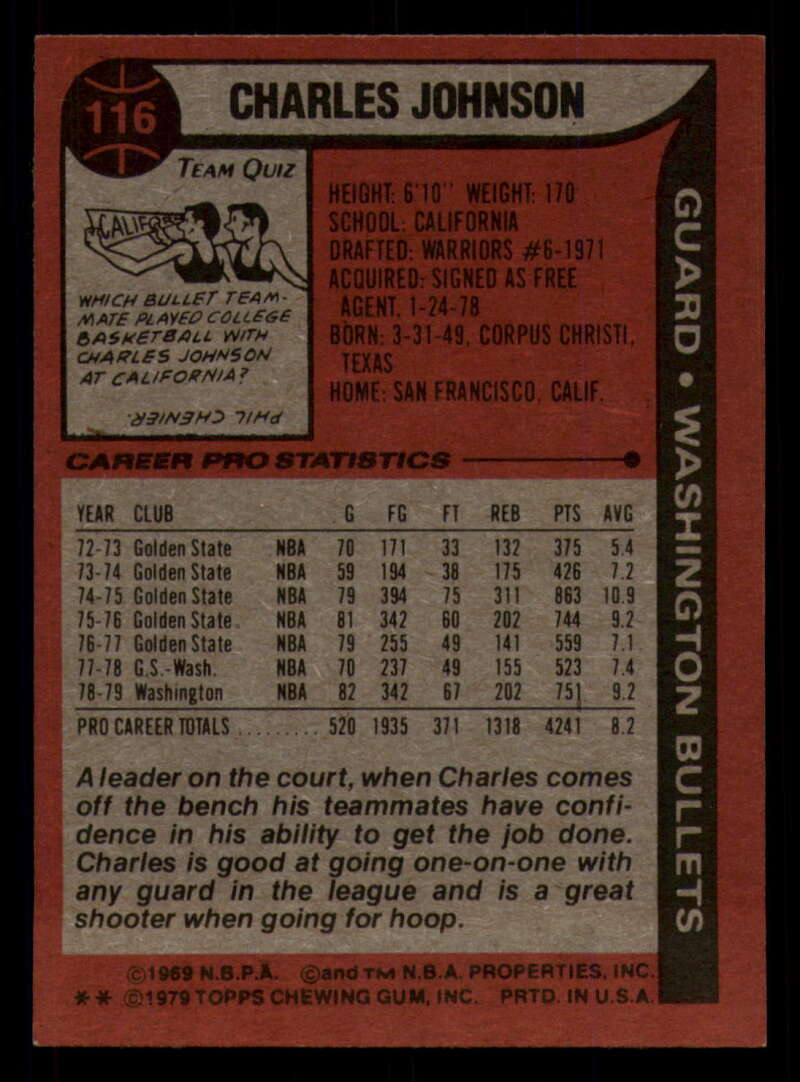 116
CHARLES JOHNSON
TEAM QUIZ
CALIF
WHICH BULLET TEAM-
MATE PLAYED COLLEGE
BASKETBALL WITH
CHARLES JOHNSON
AT CALIFORNIA?
PHIL CHENIER.
HEIGHT: 6'10" WEIGHT: 170
SCHOOL: CALIFORNIA
DRAFTED: WARRIORS #6-1971
ACQUIRED: SIGNED AS FREE
AGENT, 1-24-78
BORN: 3-31-49, CORPUS CHRISTI,
TEXAS
HOME: SAN FRANCISCO, CALIF.
GUARD • WASHINGTON BULLETS
CAREER PRO STATISTICS
YEAR CLUB G FG FT REB PTS AVG
72-73 Golden State NBA 70 171 33 132 375 5.4
73-74 Golden State NBA 59 194 38 175 426 7.2
74-75 Golden State NBA 79 394 75 311 863 10.9
75-76 Golden State NBA 81 342 60 202 744 9.2
76-77 Golden State NBA 79 255 49 141 559 7.1
77-78 G.S.-Wash. NBA 70 237 49 155 523 7.4
78-79 Washington NBA 82 342 67 202 751 9.2
PRO CAREER TOTALS ......... 520 1935 371 1318 4241 8.2
A leader on the court, when Charles comes
off the bench his teammates have confi-
dence in his ability to get the job done.
Charles is good at going one-on-one with
any guard in the league and is a great
shooter when going for hoop.
©1969 N.B.P.A. ©and TM N.B.A. PROPERTIES, INC.
** ©1979 TOPPS CHEWING GUM, INC. PRTD. IN U.S.A.